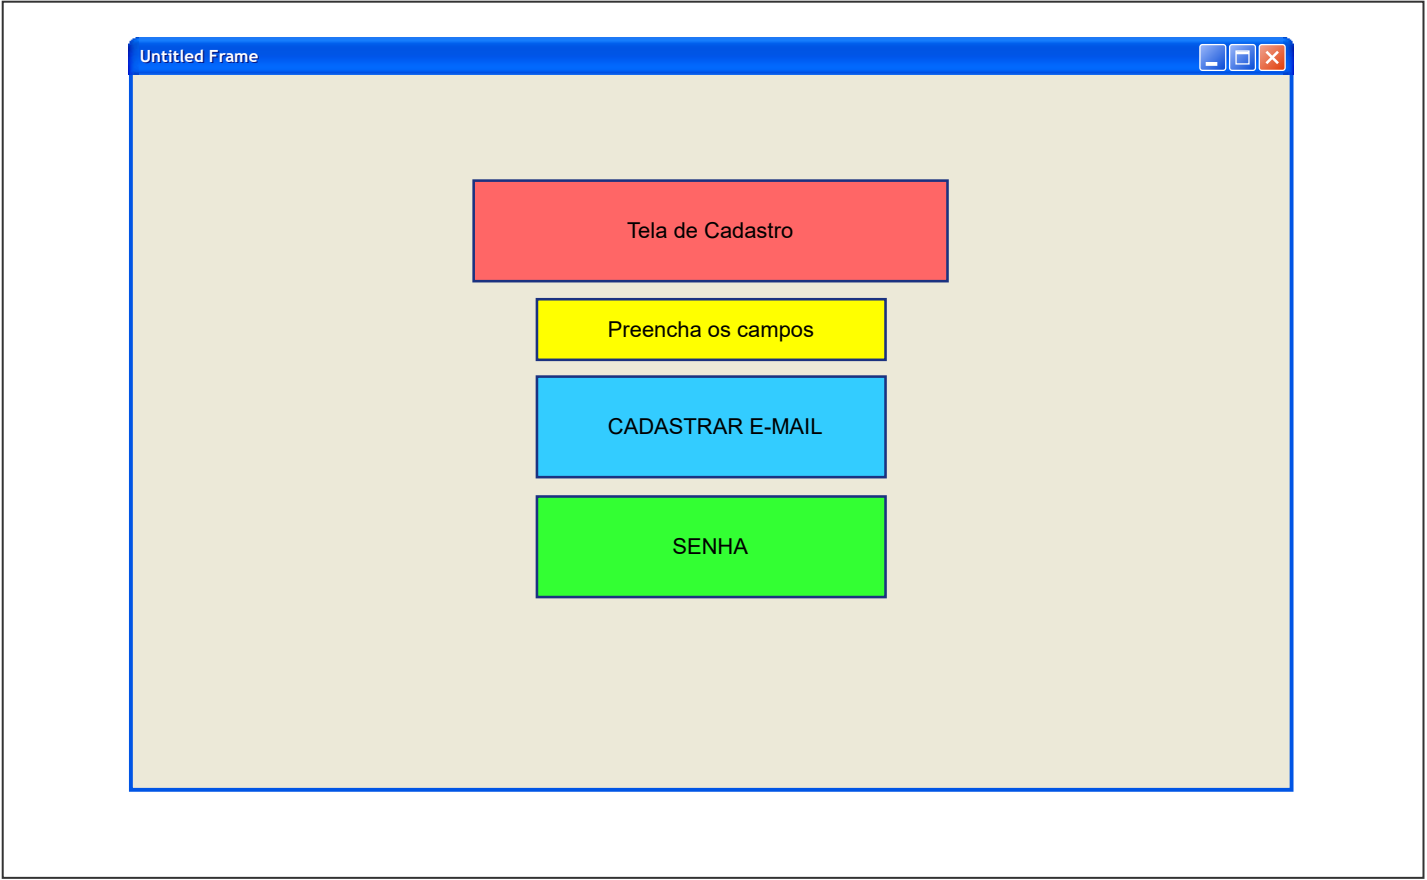 Untitled Frame
Tela de Cadastro
Preencha os campos
CADASTRAR E-MAIL
SENHA